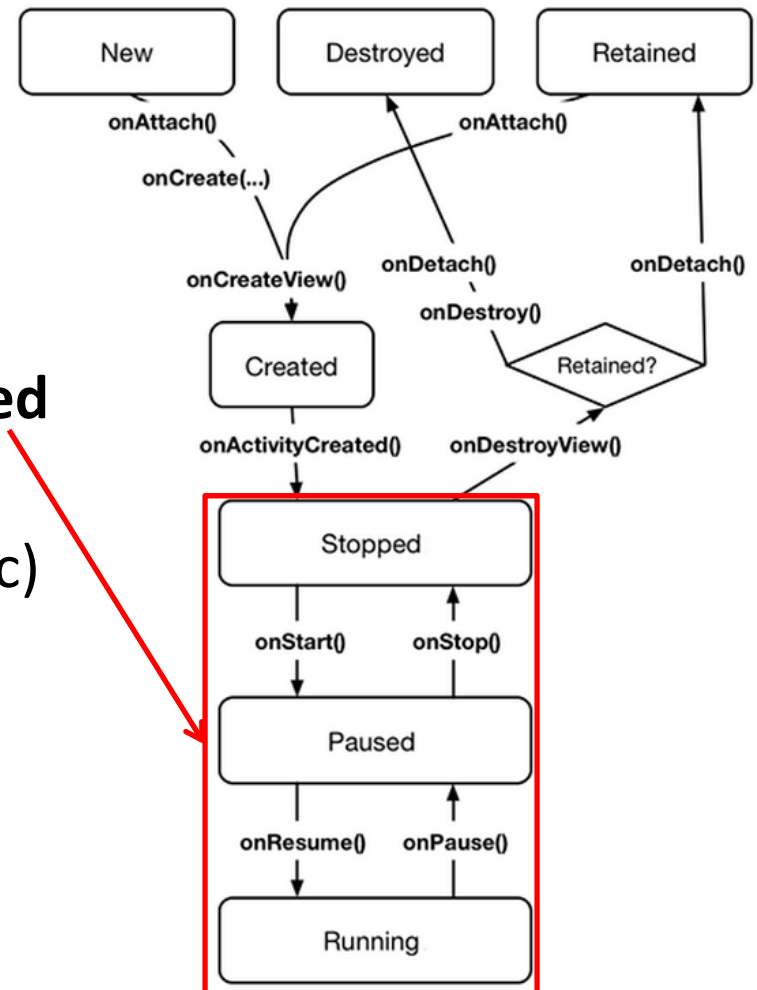 New
Destroyed
Retained
onAttach()
onAttach()
onCreate(...)
onDetach()
onDetach()
onCreateView()
onDestroy()
Created
Retained?
ed
onActivityCreated()
onDestroyView()
Stopped
c)
onStart()
onStop()
Paused
onResume()
onPause()
Running